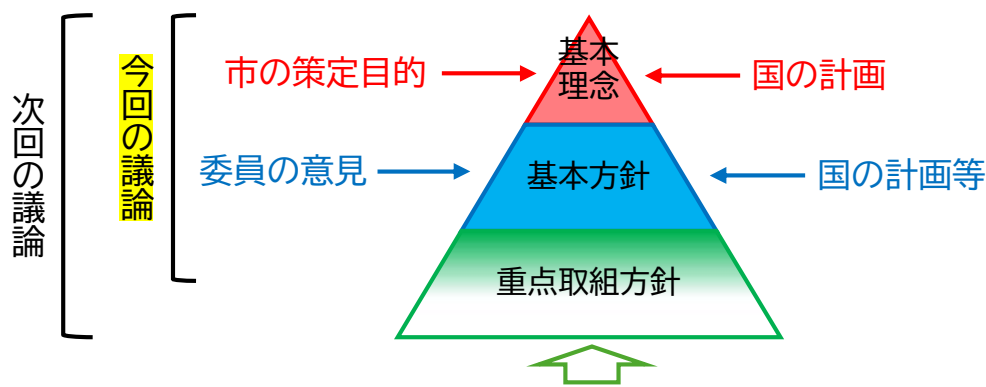 次回の議論
今回の議論
市の策定目的
基本
理念
国の計画
委員の意見
基本方針
国の計画等
重点取組方針